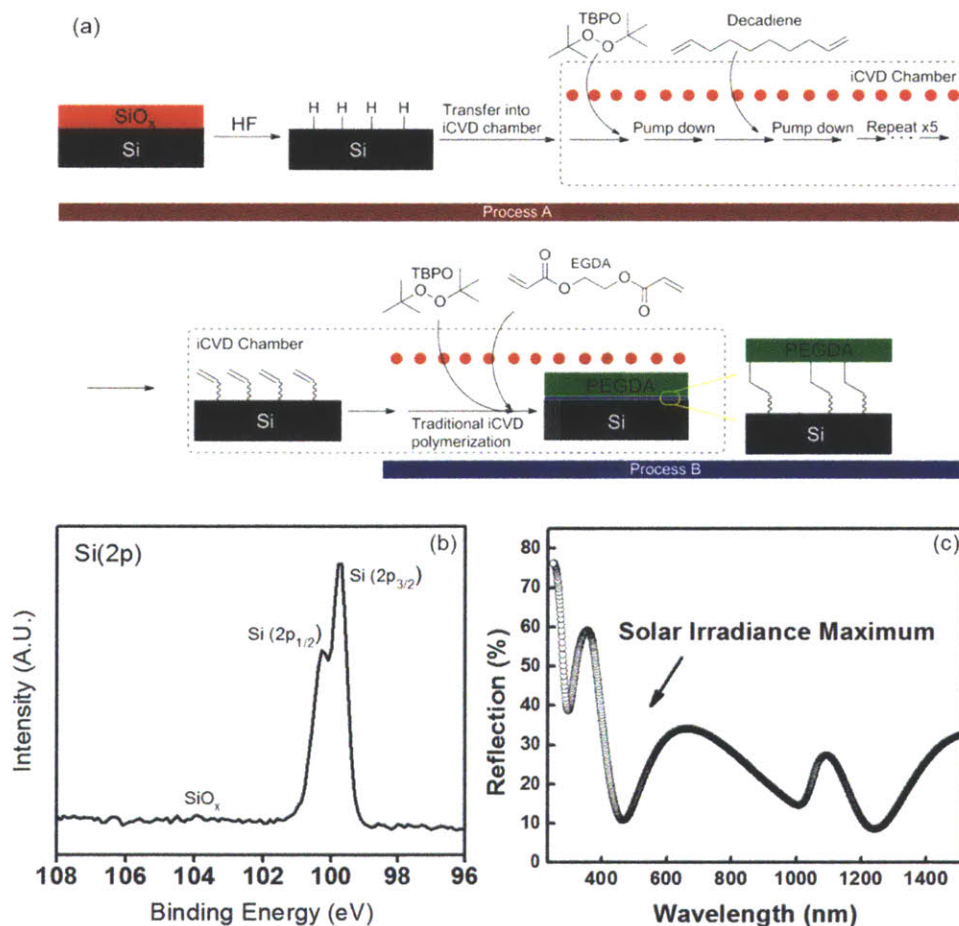 (a)
TBPO
Decadiene
iCVD Chamber
SiOₓ
Si
HF
H H H H
Si
Transfer into
iCVD chamber
Pump down
Pump down
Repeat x5
Process A
TBPO
EGDA
iCVD Chamber
Si
Traditional iCVD
polymerization
PEGDA
Si
PEGDA
Si
Process B
O
O
O
O
O
O
O
O
Si(2p)
(b)
Si (2p₃/₂)
Si (2p₁/₂)
SiOₓ
Intensity (A.U.)
108 106 104 102 100 98 96
Binding Energy (eV)
(c)
Solar Irradiance Maximum
Reflection (%)
80
70
60
50
40
30
20
10
0
400 600 800 1000 1200 1400
Wavelength (nm)